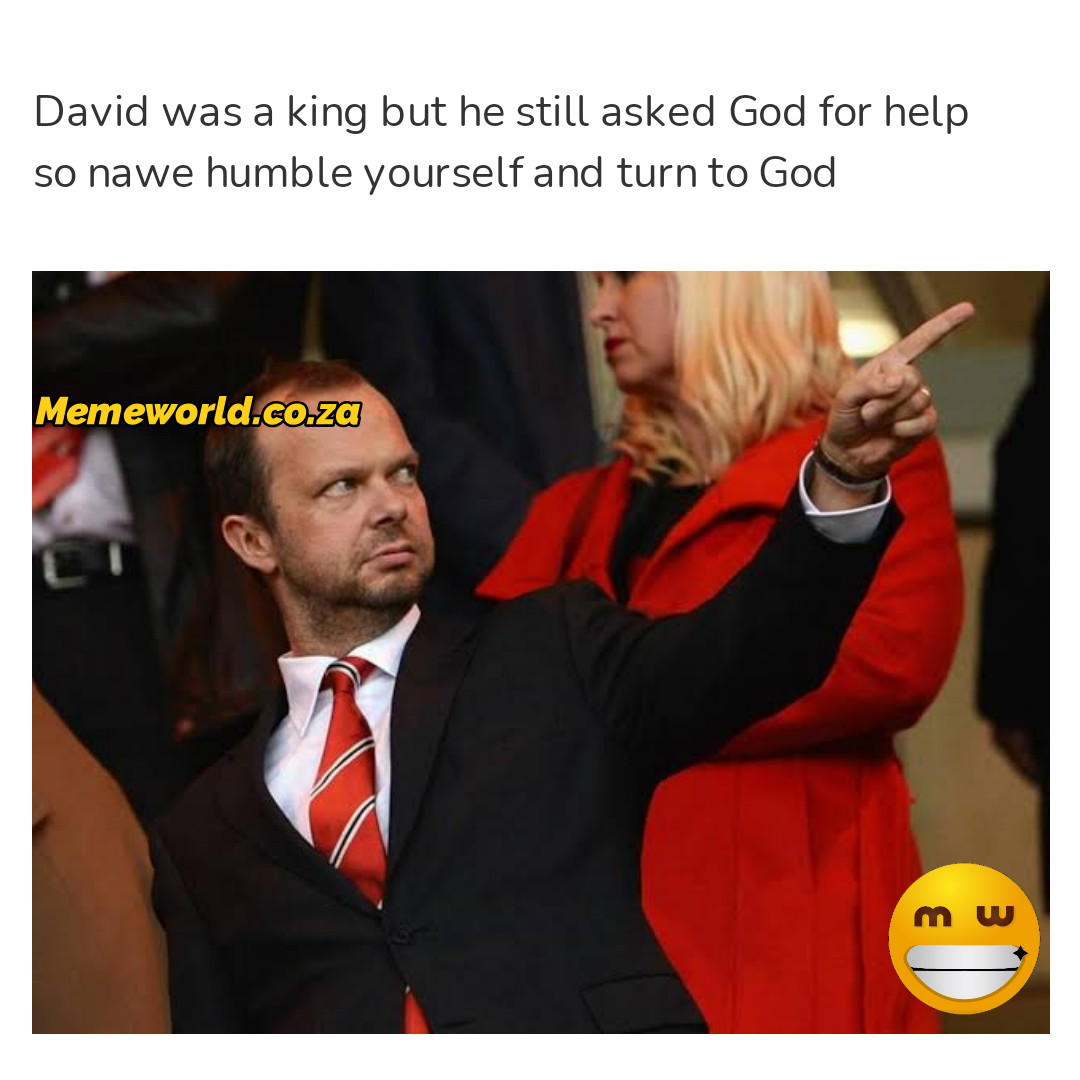 David was a king but he still asked God for help
so nawe humble yourself and turn to God
Memeworld.co.za
m w